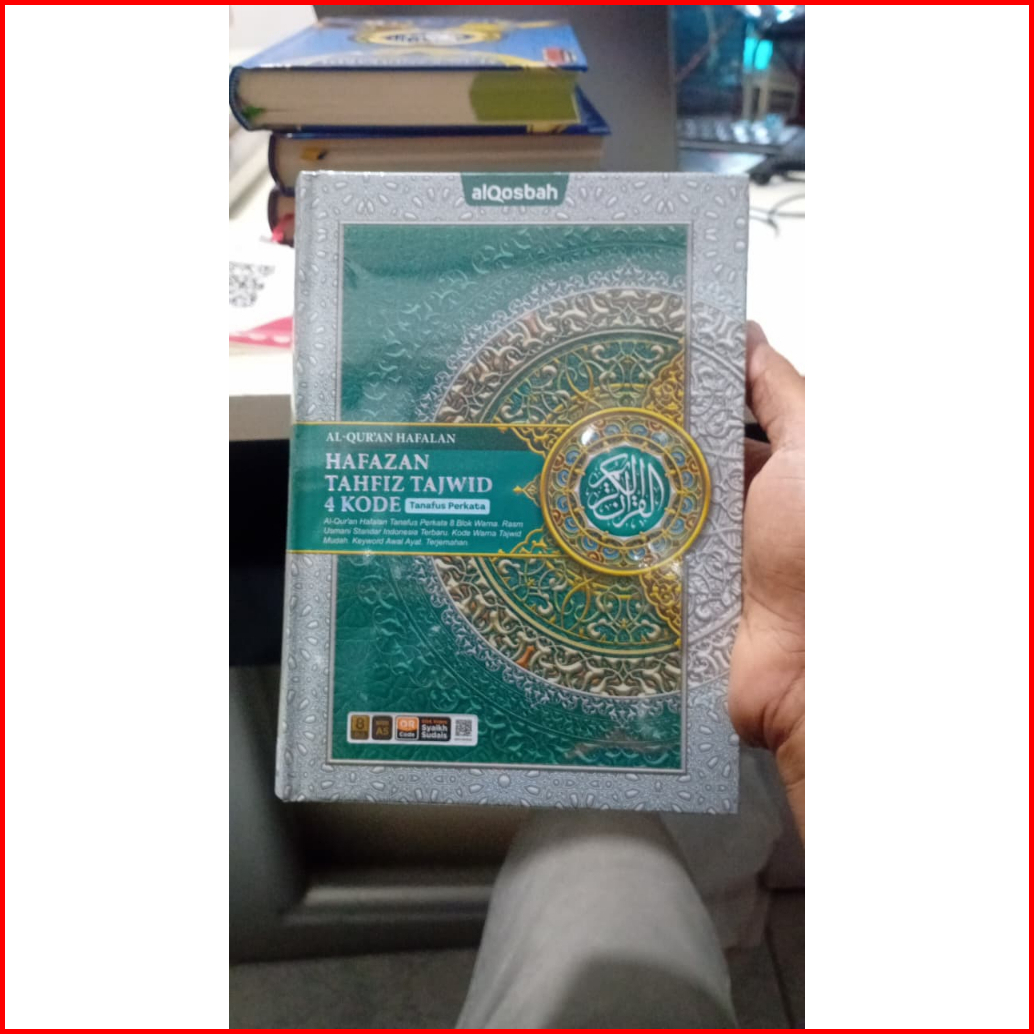 alQosbah
AL-QUR'AN HAFALAN
HAFAZAN
TAHFIZ TAJWID
4 KODE Tanafus Perkata
Al-Qur'an Hafalan Tanafus Perkata 8 Blok Warna. Rasm
Usmani Standar Indonesia Terbaru. Kode Warna Tajwid
Mudah. Keyword Awal Ayat. Terjemahan.
القرآن الكريم
8
A5
QR
Code
Syaikh
Sudais